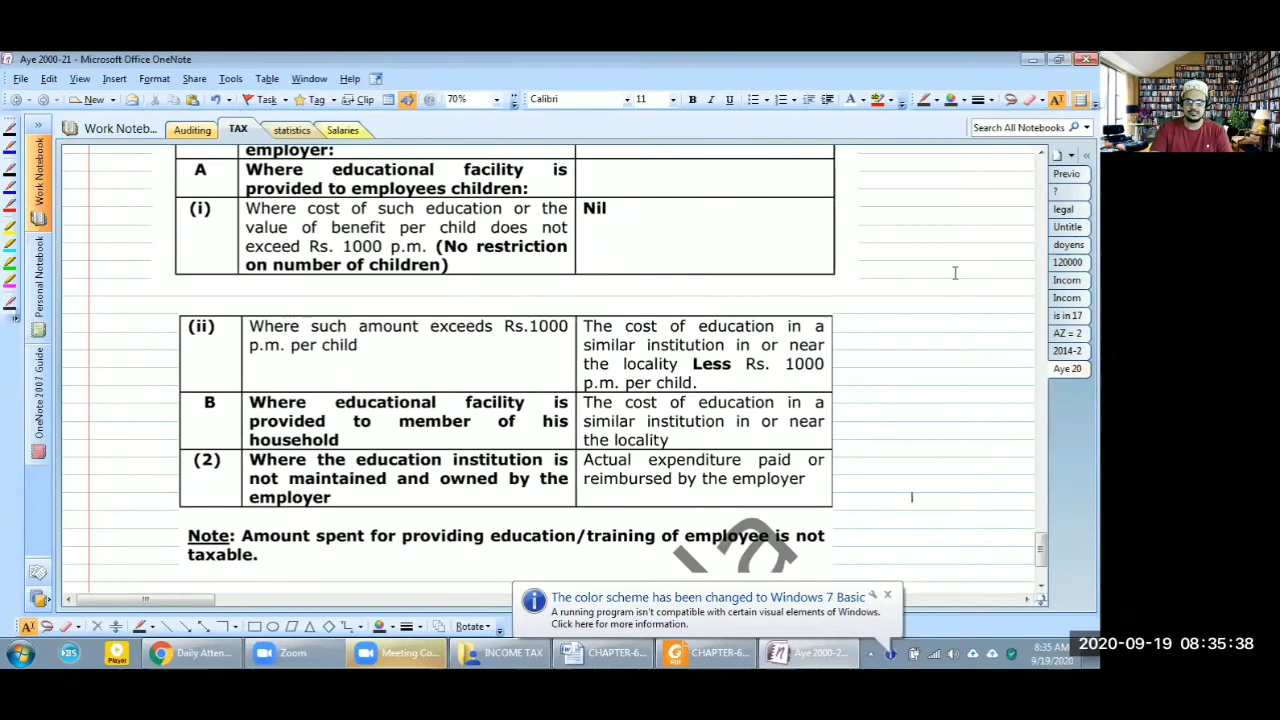 Aye 2000-21 - Microsoft Office OneNote
File Edit View Insert Format Share Tools Table Window Help
New Task Tag Clip 70% Calibri 11 B I U A
Work Noteb... Auditing TAX statistics Salaries Search All Notebooks
Work Notebook
Personal Notebook
OneNote 2007 Guide
employer:
A Where educational facility is
provided to employees children:
(i) Where cost of such education or the Nil
value of benefit per child does not
exceed Rs. 1000 p.m. (No restriction
on number of children)
(ii) Where such amount exceeds Rs.1000 The cost of education in a
p.m. per child similar institution in or near
the locality Less Rs. 1000
p.m. per child.
B Where educational facility is The cost of education in a
provided to member of his similar institution in or near
household the locality
(2) Where the education institution is Actual expenditure paid or
not maintained and owned by the reimbursed by the employer
employer
Note: Amount spent for providing education/training of employee is not
taxable.
Previo
?
legal
Untitle
doyens
120000
Incom
Incom
is in 17
AZ = 2
2014-2
Aye 20
The color scheme has been changed to Windows 7 Basic
A running program isn't compatible with certain visual elements of Windows.
Click here for more information.
Rotate
Player Daily Atten... Zoom Meeting Co... INCOME TAX CHAPTER-6... CHAPTER-6... Aye 2000-2...
8:35 AM
9/19/2020
2020-09-19 08:35:38